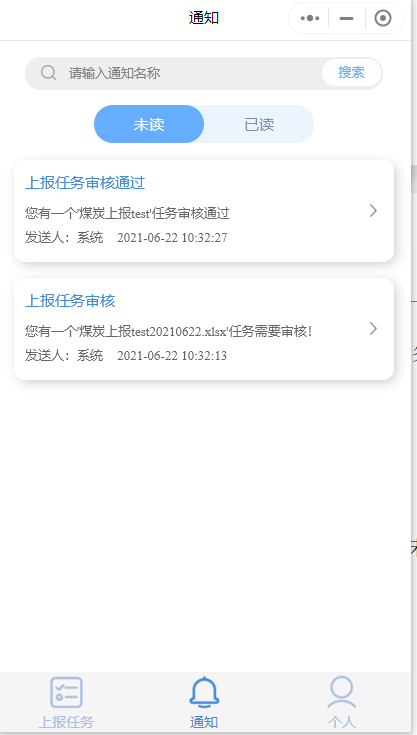 通知
请输入通知名称
搜索
未读
已读
上报任务审核通过
您有一个'煤炭上报test'任务审核通过
发送人：系统 2021-06-22 10:32:27
上报任务审核
您有一个'煤炭上报test20210622.xlsx'任务需要审核！
发送人：系统 2021-06-22 10:32:13
上报任务
通知
个人